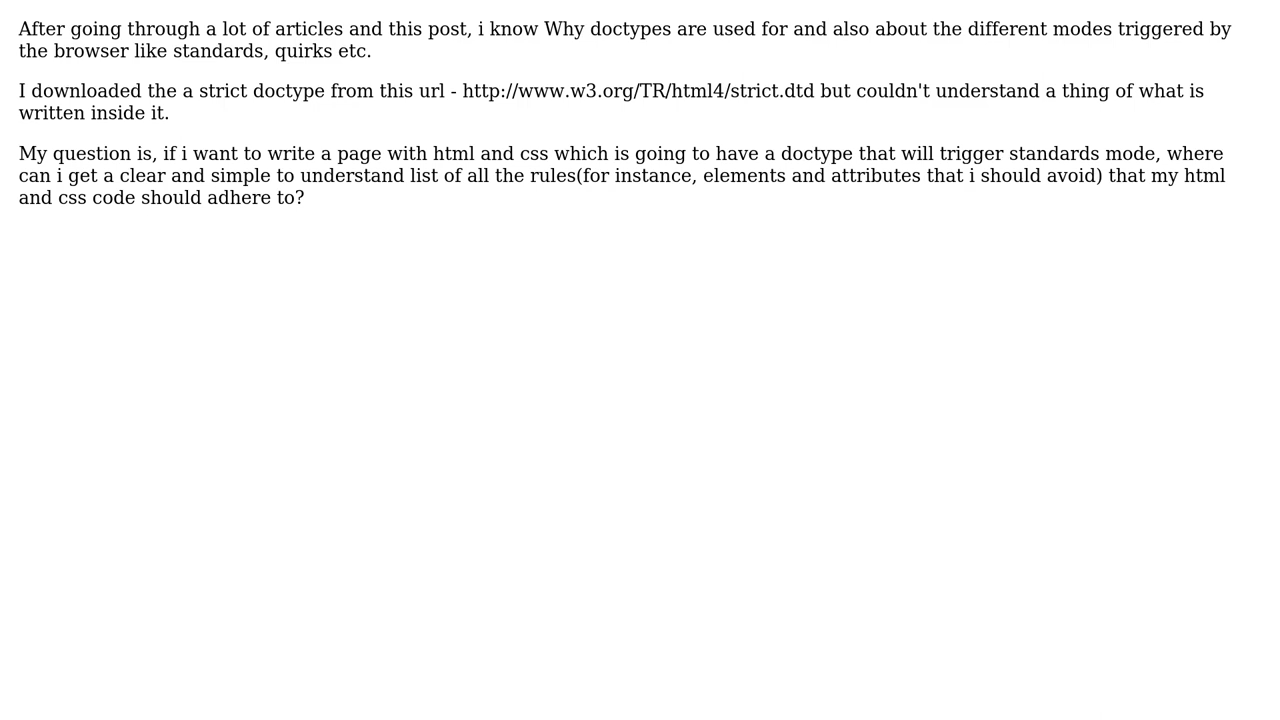 After going through a lot of articles and this post, i know Why doctypes are used for and also about the different modes triggered by
the browser like standards, quirks etc.
I downloaded the a strict doctype from this url - http://www.w3.org/TR/html4/strict.dtd but couldn't understand a thing of what is
written inside it.
My question is, if i want to write a page with html and css which is going to have a doctype that will trigger standards mode, where
can i get a clear and simple to understand list of all the rules(for instance, elements and attributes that i should avoid) that my html
and css code should adhere to?